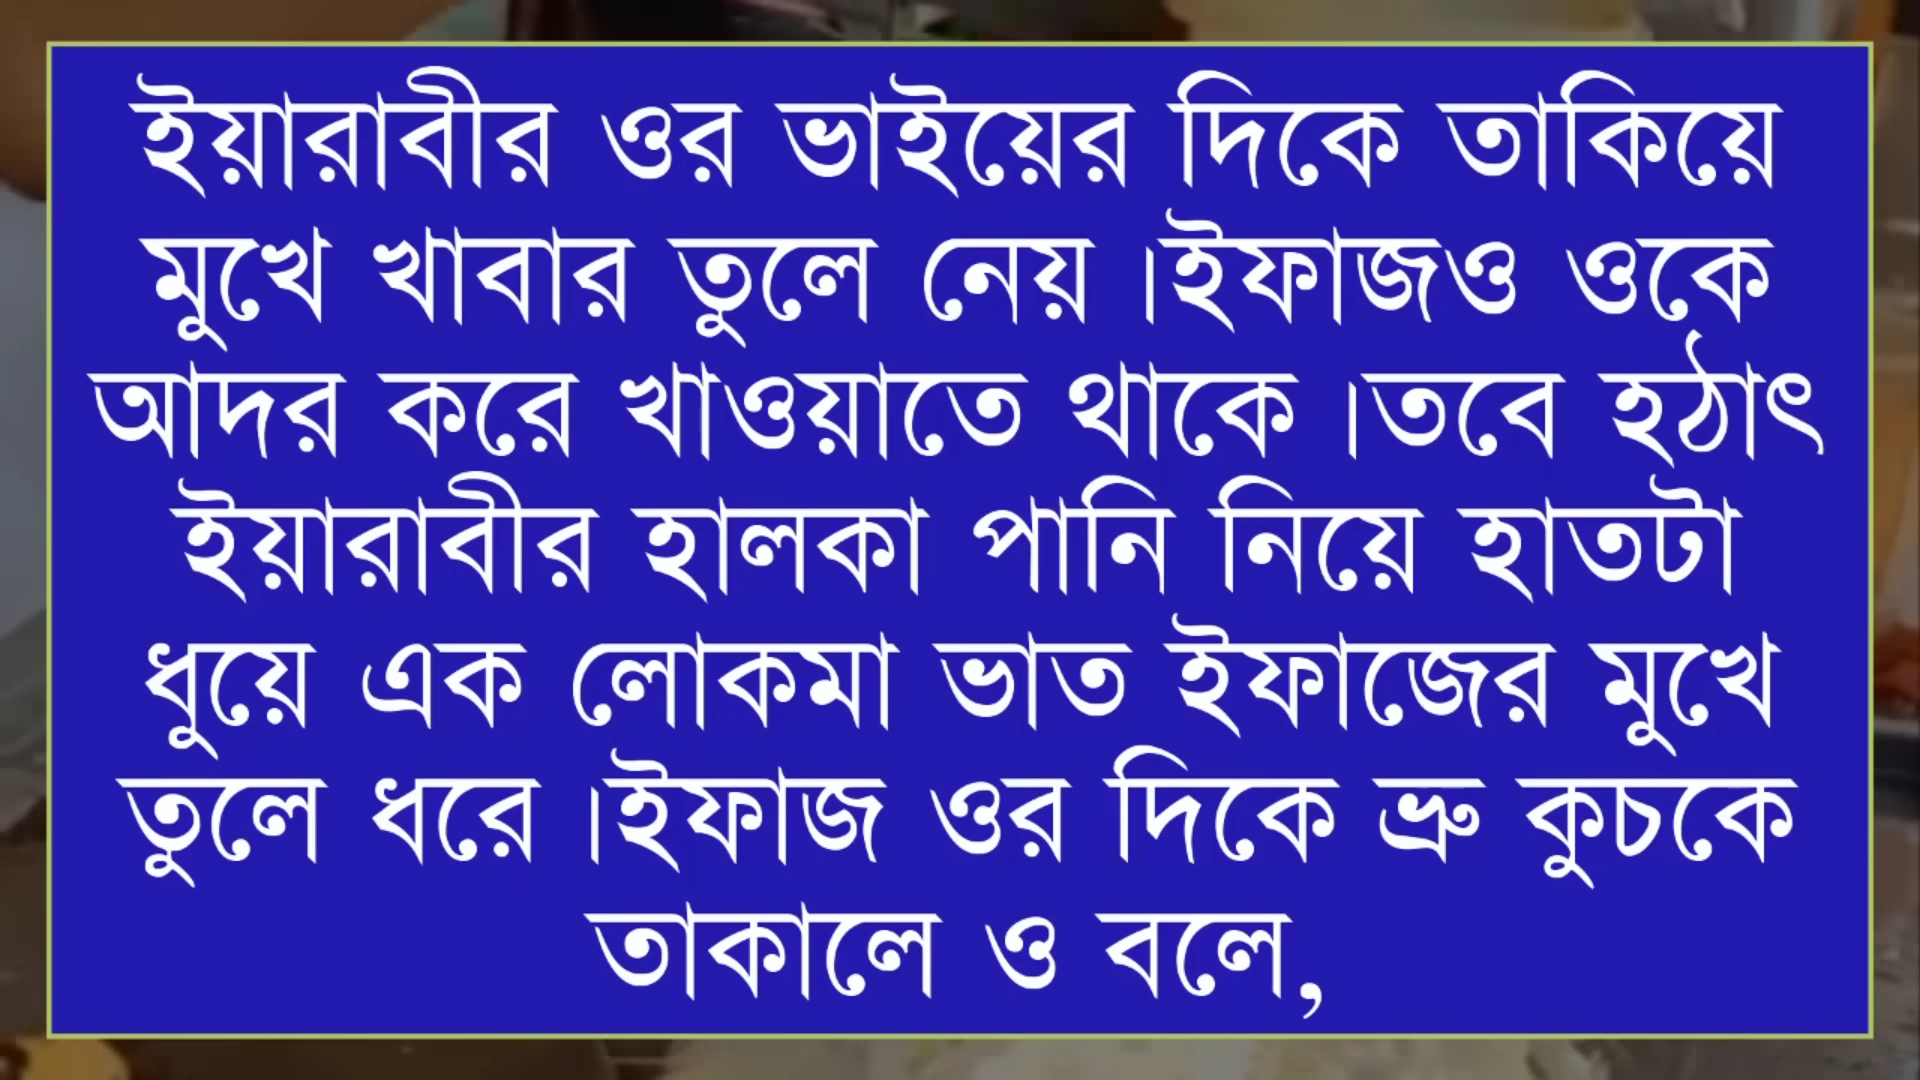 ইয়ারাবীর ওর ভাইয়ের দিকে তাকিয়ে
মুখে খাবার তুলে নেয়।ইফাজও ওকে
আদর করে খাওয়াতে থাকে।তবে হঠাৎ
ইয়ারাবীর হালকা পানি নিয়ে হাতটা
ধুয়ে এক লোকমা ভাত ইফাজের মুখে
তুলে ধরে।ইফাজ ওর দিকে ভ্রু কুচকে
তাকালে ও বলে,